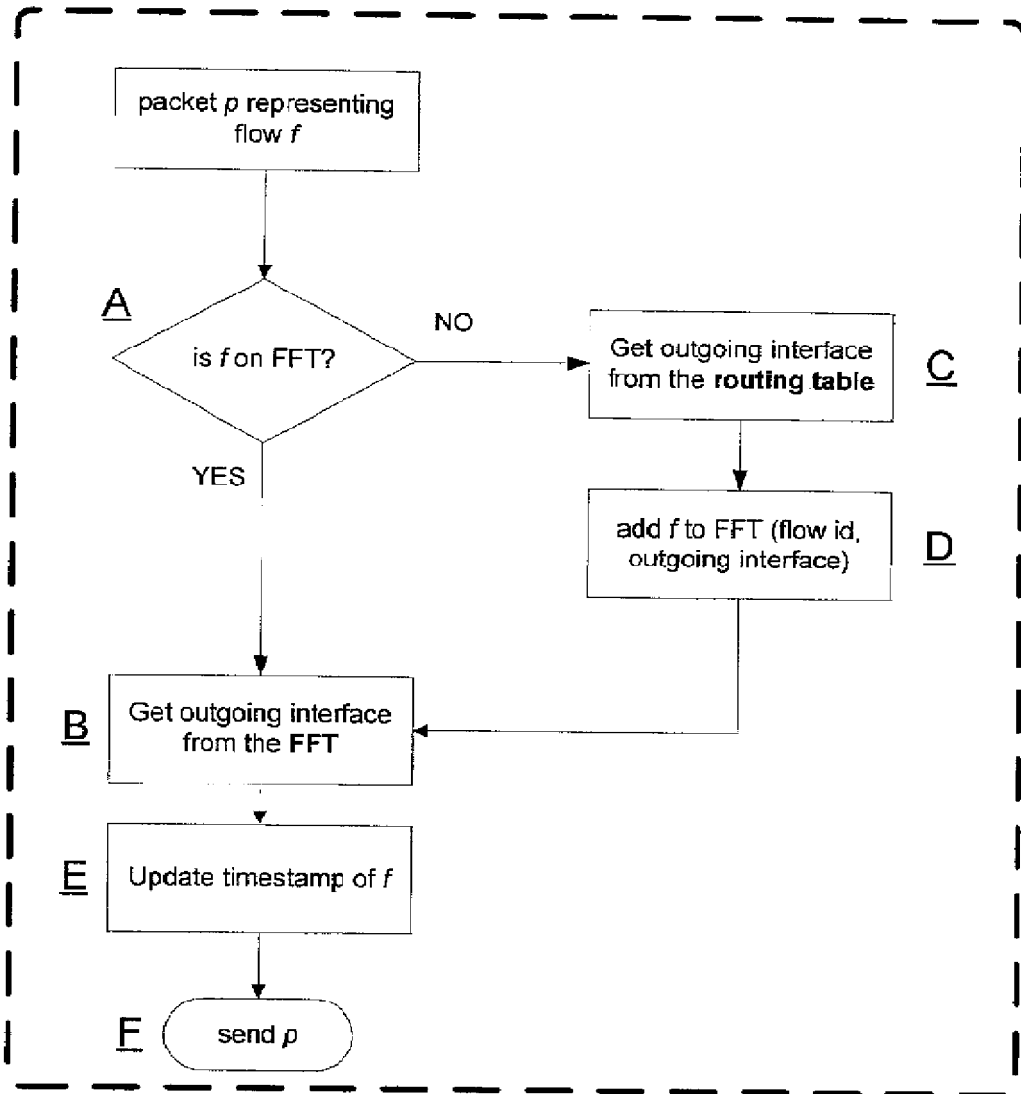 packet p representing
flow f
A
is f on FFT?
NO
YES
Get outgoing interface
from the routing table
C
add f to FFT (flow id,
outgoing interface)
D
B
Get outgoing interface
from the FFT
E
Update timestamp of f
F
send p